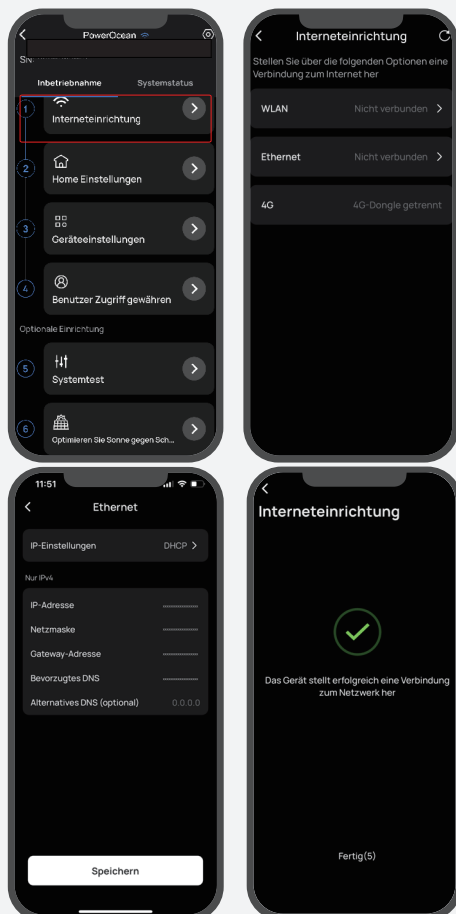 PowerOcean
SN:
Inbetriebnahme
Systemstatus
1
Interneteinrichtung
2
Home Einstellungen
3
Geräteeinstellungen
4
Benutzer Zugriff gewähren
Optionale Einrichtung
5
Systemtest
6
Optimieren Sie Sonne gegen Sch...
Interneteinrichtung
Stellen Sie über die folgenden Optionen eine
Verbindung zum Internet her
WLAN Nicht verbunden
Ethernet Nicht verbunden
4G 4G-Dongle getrennt
11:51
Ethernet
IP-Einstellungen DHCP
Nur IPv4
IP-Adresse
Netzmaske
Gateway-Adresse
Bevorzugtes DNS
Alternatives DNS (optional) 0.0.0.0
Speichern
Interneteinrichtung
Das Gerät stellt erfolgreich eine Verbindung
zum Netzwerk her
Fertig(5)